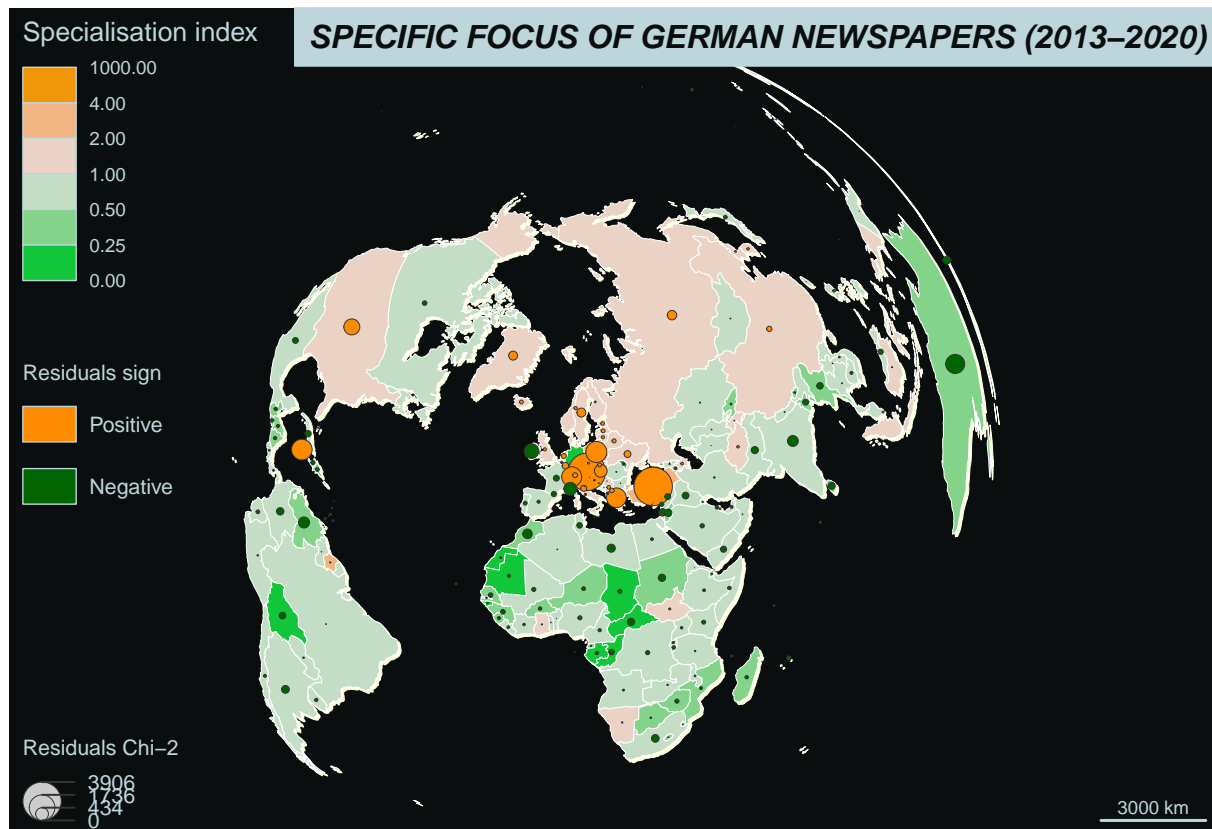 SPECIFIC FOCUS OF GERMAN NEWSPAPERS (2013–2020)
Specialisation index
1000.00
4.00
2.00
1.00
0.50
0.25
0.00
Residuals sign
Positive
Negative
Residuals Chi−2
3906
1736
434
0
3000 km